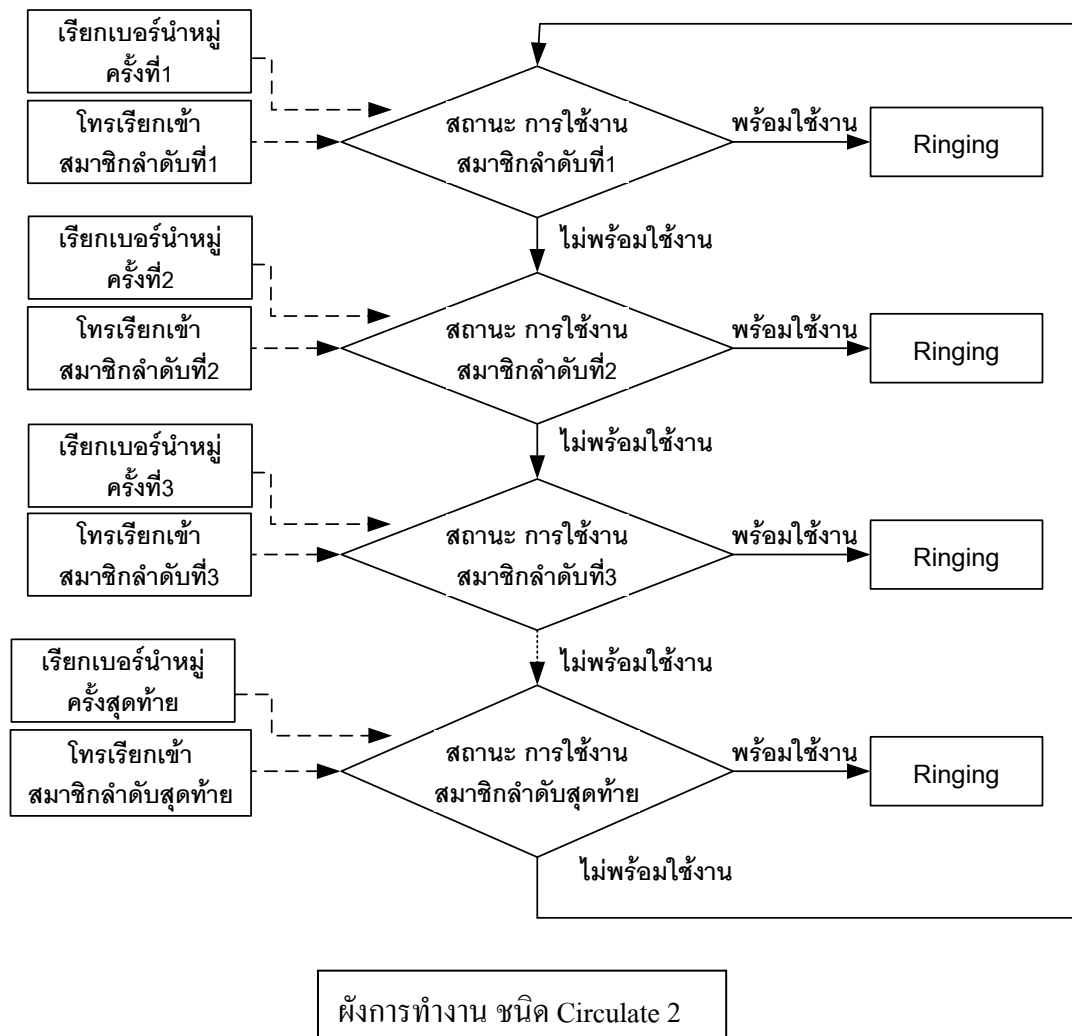 เรียกเบอร์นำหมู่
ครั้งที่1
โทรเรียกเข้า
สมาชิกลำดับที่1
สถานะ การใช้งาน
สมาชิกลำดับที่1
พร้อมใช้งาน
Ringing
ไม่พร้อมใช้งาน
เรียกเบอร์นำหมู่
ครั้งที่2
โทรเรียกเข้า
สมาชิกลำดับที่2
สถานะ การใช้งาน
สมาชิกลำดับที่2
พร้อมใช้งาน
Ringing
ไม่พร้อมใช้งาน
เรียกเบอร์นำหมู่
ครั้งที่3
โทรเรียกเข้า
สมาชิกลำดับที่3
สถานะ การใช้งาน
สมาชิกลำดับที่3
พร้อมใช้งาน
Ringing
ไม่พร้อมใช้งาน
เรียกเบอร์นำหมู่
ครั้งสุดท้าย
โทรเรียกเข้า
สมาชิกลำดับสุดท้าย
สถานะ การใช้งาน
สมาชิกลำดับสุดท้าย
พร้อมใช้งาน
Ringing
ไม่พร้อมใช้งาน
ผังการทำงาน ชนิด Circulate 2